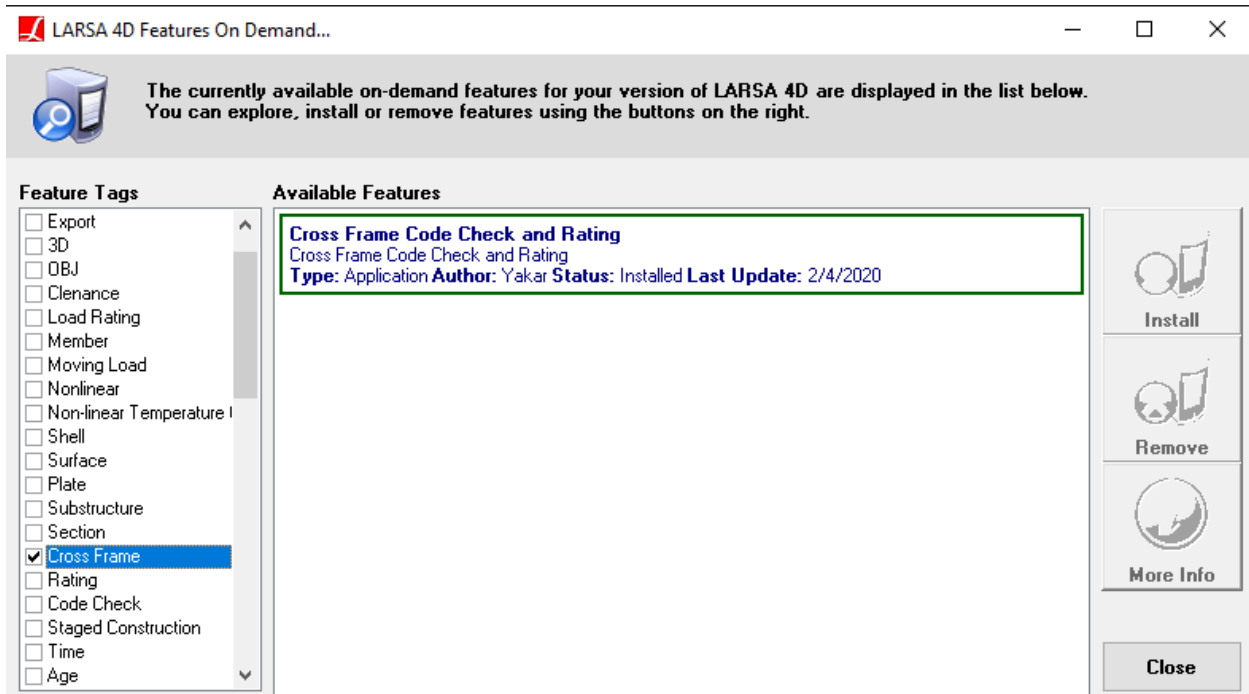 LARSA 4D Features On Demand...
The currently available on-demand features for your version of LARSA 4D are displayed in the list below.
You can explore, install or remove features using the buttons on the right.
Feature Tags
Export
3D
OBJ
Clenance
Load Rating
Member
Moving Load
Nonlinear
Non-linear Temperature
Shell
Surface
Plate
Substructure
Section
Cross Frame
Rating
Code Check
Staged Construction
Time
Age
Available Features
Cross Frame Code Check and Rating
Cross Frame Code Check and Rating
Type: Application Author: Yakar Status: Installed Last Update: 2/4/2020
Install
Remove
More Info
Close